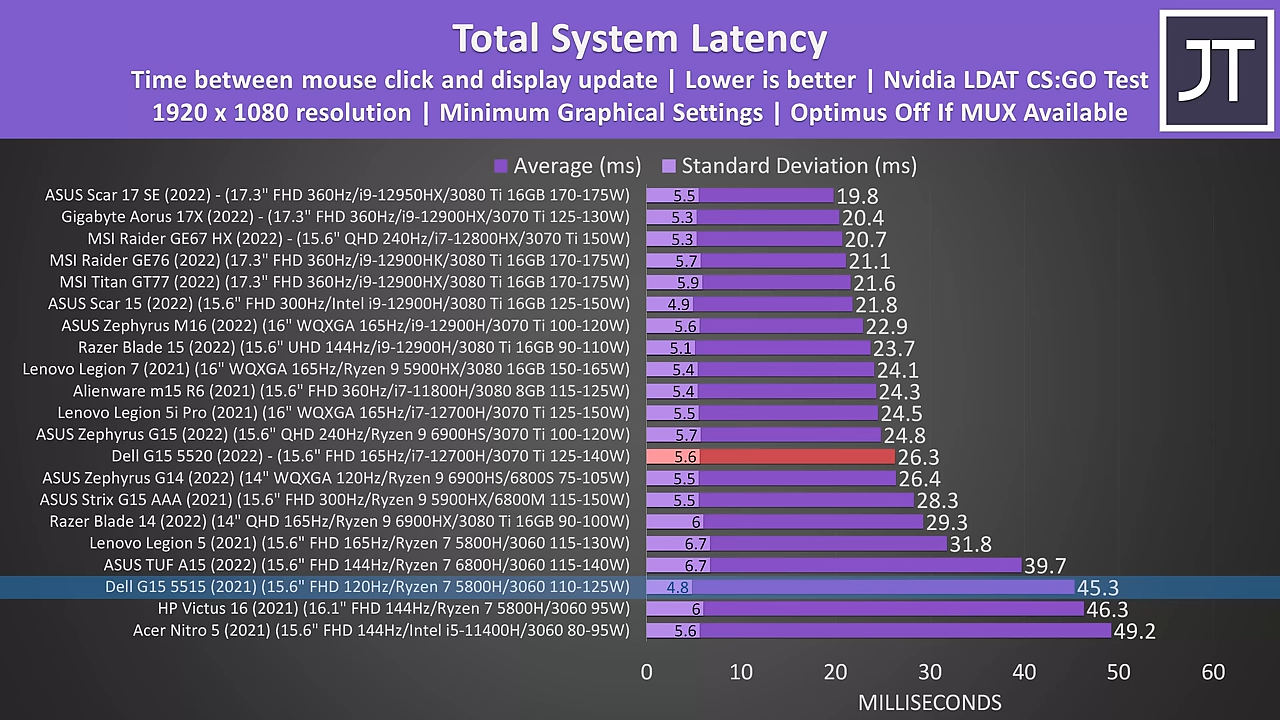 Total System Latency
Time between mouse click and display update | Lower is better | Nvidia LDAT CS:GO Test
1920 x 1080 resolution | Minimum Graphical Settings | Optimus Off If MUX Available
JT
Average (ms) Standard Deviation (ms)
ASUS Scar 17 SE (2022) - (17.3" FHD 360Hz/i9-12950HX/3080 Ti 16GB 170-175W) 5.5 19.8
Gigabyte Aorus 17X (2022) - (17.3" FHD 360Hz/i9-12900HX/3070 Ti 125-130W) 5.3 20.4
MSI Raider GE67 HX (2022) - (15.6" QHD 240Hz/i7-12800HX/3070 Ti 150W) 5.3 20.7
MSI Raider GE76 (2022) (17.3" FHD 360Hz/i9-12900HK/3080 Ti 16GB 170-175W) 5.7 21.1
MSI Titan GT77 (2022) (17.3" FHD 360Hz/i9-12900HX/3080 Ti 16GB 170-175W) 5.9 21.6
ASUS Scar 15 (2022) (15.6" FHD 300Hz/Intel i9-12900H/3080 Ti 16GB 125-150W) 4.9 21.8
ASUS Zephyrus M16 (2022) (16" WQXGA 165Hz/i9-12900H/3070 Ti 100-120W) 5.6 22.9
Razer Blade 15 (2022) (15.6" UHD 144Hz/i9-12900H/3080 Ti 16GB 90-110W) 5.1 23.7
Lenovo Legion 7 (2021) (16" WQXGA 165Hz/Ryzen 9 5900HX/3080 16GB 150-165W) 5.4 24.1
Alienware m15 R6 (2021) (15.6" FHD 360Hz/i7-11800H/3080 8GB 115-125W) 5.4 24.3
Lenovo Legion 5i Pro (2021) (16" WQXGA 165Hz/i7-12700H/3070 Ti 125-150W) 5.5 24.5
ASUS Zephyrus G15 (2022) (15.6" QHD 240Hz/Ryzen 9 6900HS/3070 Ti 100-120W) 5.7 24.8
Dell G15 5520 (2022) - (15.6" FHD 165Hz/i7-12700H/3070 Ti 125-140W) 5.6 26.3
ASUS Zephyrus G14 (2022) (14" WQXGA 120Hz/Ryzen 9 6900HS/6800S 75-105W) 5.5 26.4
ASUS Strix G15 AAA (2021) (15.6" FHD 300Hz/Ryzen 9 5900HX/6800M 115-150W) 5.5 28.3
Razer Blade 14 (2022) (14" QHD 165Hz/Ryzen 9 6900HX/3080 Ti 16GB 90-100W) 6 29.3
Lenovo Legion 5 (2021) (15.6" FHD 165Hz/Ryzen 7 5800H/3060 115-130W) 6.7 31.8
ASUS TUF A15 (2022) (15.6" FHD 144Hz/Ryzen 7 6800H/3060 115-140W) 6.7 39.7
Dell G15 5515 (2021) (15.6" FHD 120Hz/Ryzen 7 5800H/3060 110-125W) 4.8 45.3
HP Victus 16 (2021) (16.1" FHD 144Hz/Ryzen 7 5800H/3060 95W) 6 46.3
Acer Nitro 5 (2021) (15.6" FHD 144Hz/Intel i5-11400H/3060 80-95W) 5.6 49.2
0 10 20 30 40 50 60
MILLISECONDS